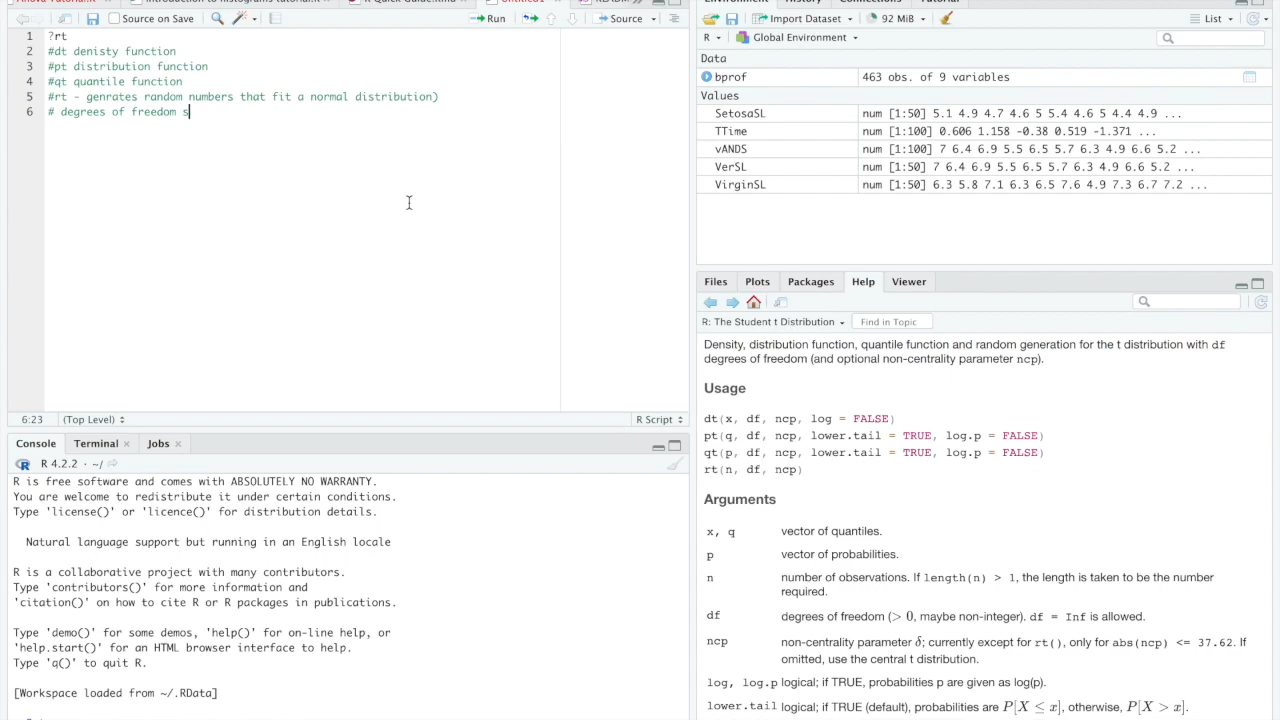 Source on Save
Run
Source
1 ?rt
2 #dt denisty function
3 #pt distribution function
4 #qt quantile function
5 #rt - genrates random numbers that fit a normal distribution)
6 # degrees of freedom s
6:23 (Top Level) R Script
Console Terminal Jobs
R 4.2.2 · ~/
R is free software and comes with ABSOLUTELY NO WARRANTY.
You are welcome to redistribute it under certain conditions.
Type 'license()' or 'licence()' for distribution details.
Natural language support but running in an English locale
R is a collaborative project with many contributors.
Type 'contributors()' for more information and
'citation()' on how to cite R or R packages in publications.
Type 'demo()' for some demos, 'help()' for on-line help, or
'help.start()' for an HTML browser interface to help.
Type 'q()' to quit R.
[Workspace loaded from ~/.RData]
Import Dataset 92 MiB List
R Global Environment
Data
bprof 463 obs. of 9 variables
Values
SetosaSL num [1:50] 5.1 4.9 4.7 4.6 5 5.4 4.6 5 4.4 4.9 ...
TTime num [1:100] 0.606 1.158 -0.38 0.519 -1.371 ...
vANDS num [1:100] 7 6.4 6.9 5.5 6.5 5.7 6.3 4.9 6.6 5.2 ...
VerSL num [1:50] 7 6.4 6.9 5.5 6.5 5.7 6.3 4.9 6.6 5.2 ...
VirginSL num [1:50] 6.3 5.8 7.1 6.3 6.5 7.6 4.9 7.3 6.7 7.2 ...
Files Plots Packages Help Viewer
R: The Student t Distribution Find in Topic
Density, distribution function, quantile function and random generation for the t distribution with df
degrees of freedom (and optional non-centrality parameter ncp).
Usage
dt(x, df, ncp, log = FALSE)
pt(q, df, ncp, lower.tail = TRUE, log.p = FALSE)
qt(p, df, ncp, lower.tail = TRUE, log.p = FALSE)
rt(n, df, ncp)
Arguments
x, q vector of quantiles.
p vector of probabilities.
n number of observations. If length(n) > 1, the length is taken to be the number
required.
df degrees of freedom (> 0, maybe non-integer). df = Inf is allowed.
ncp non-centrality parameter δ; currently except for rt(), only for abs(ncp) <= 37.62. If
omitted, use the central t distribution.
log, log.p logical; if TRUE, probabilities p are given as log(p).
lower.tail logical; if TRUE (default), probabilities are P[X ≤ x], otherwise, P[X > x].